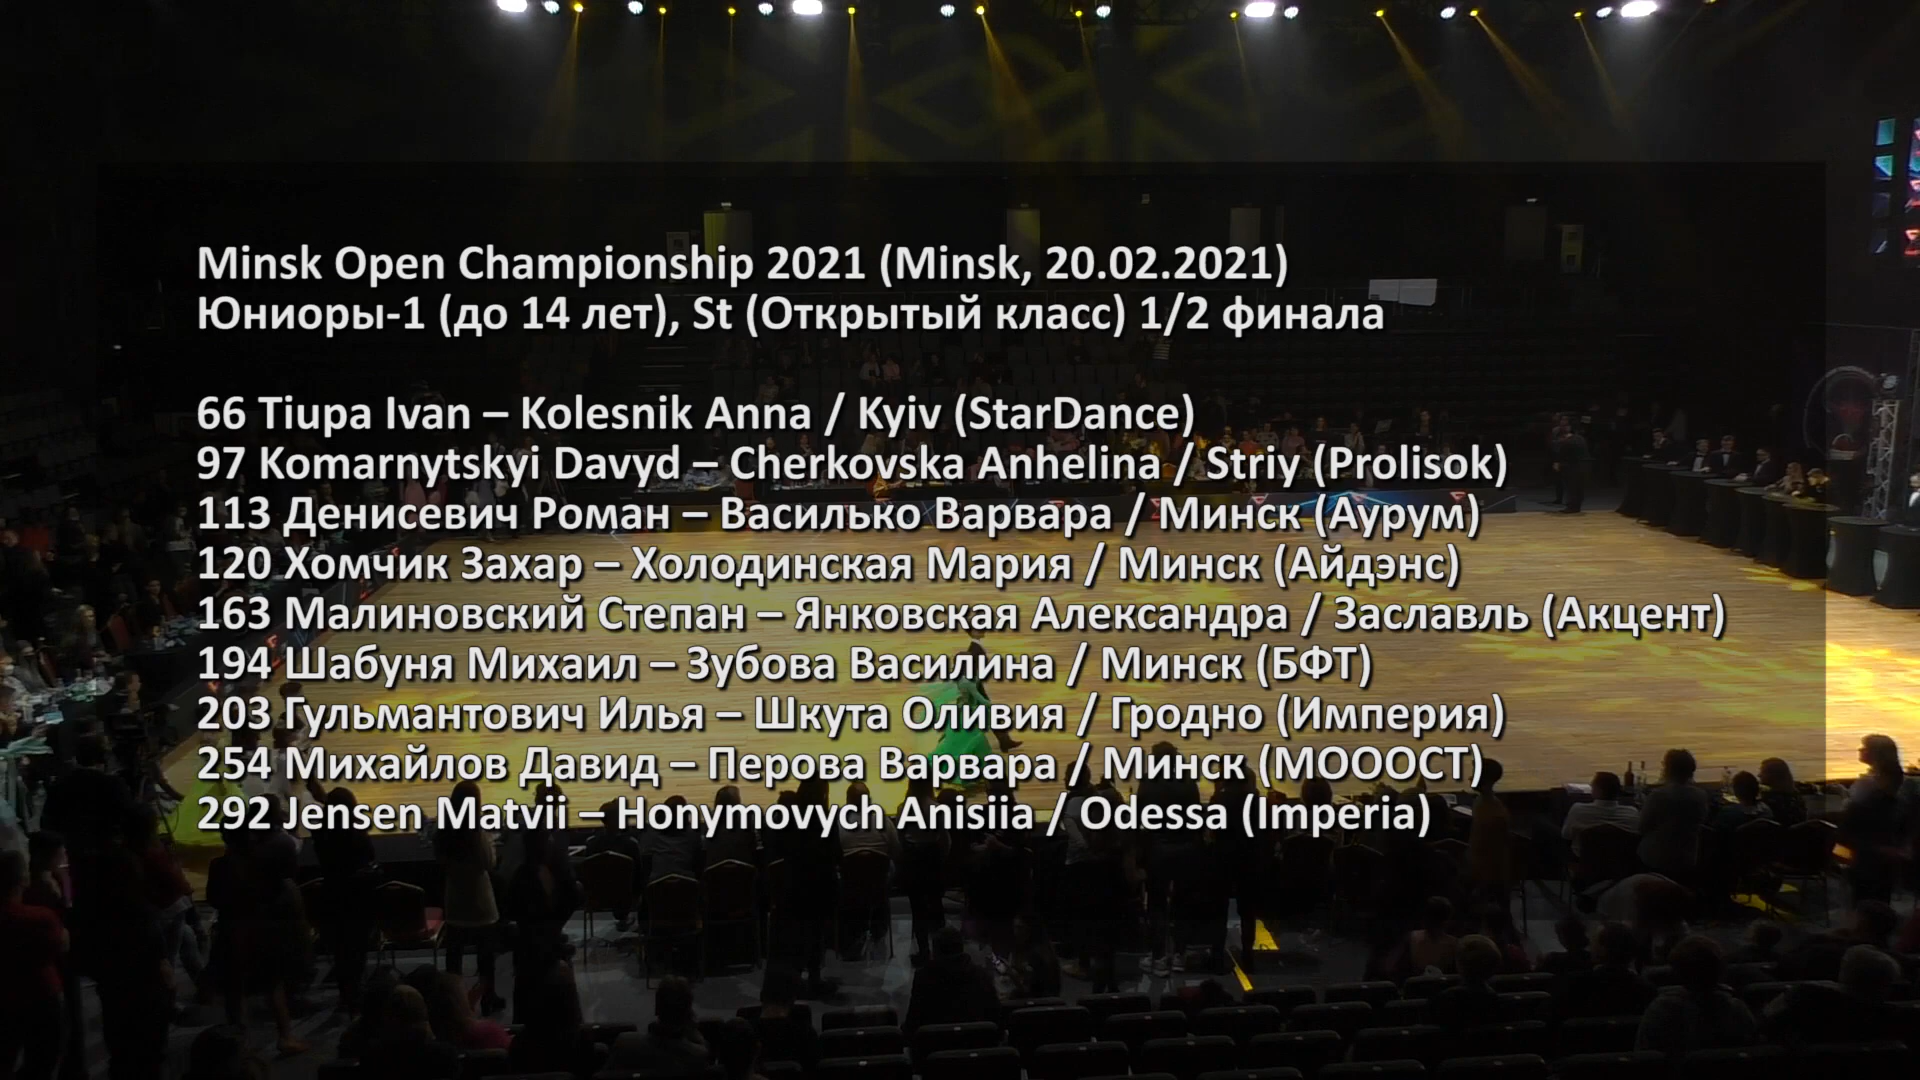 Minsk Open Championship 2021 (Minsk, 20.02.2021)
Юниоры-1 (до 14 лет), St (Открытый класс) 1/2 финала
66 Tiupa Ivan – Kolesnik Anna / Kyiv (StarDance)
97 Komarnytskyi Davyd – Cherkovska Anhelina / Striy (Prolisok)
113 Денисевич Роман – Василько Варвара / Минск (Аурум)
120 Хомчик Захар – Холодинская Мария / Минск (Айдэнс)
163 Малиновский Степан – Янковская Александра / Заславль (Акцент)
194 Шабуня Михаил – Зубова Василина / Минск (БФТ)
203 Гульмантович Илья – Шкута Оливия / Гродно (Империя)
254 Михайлов Давид – Перова Варвара / Минск (МОООСТ)
292 Jensen Matvii – Honymovych Anisiia / Odessa (Imperia)